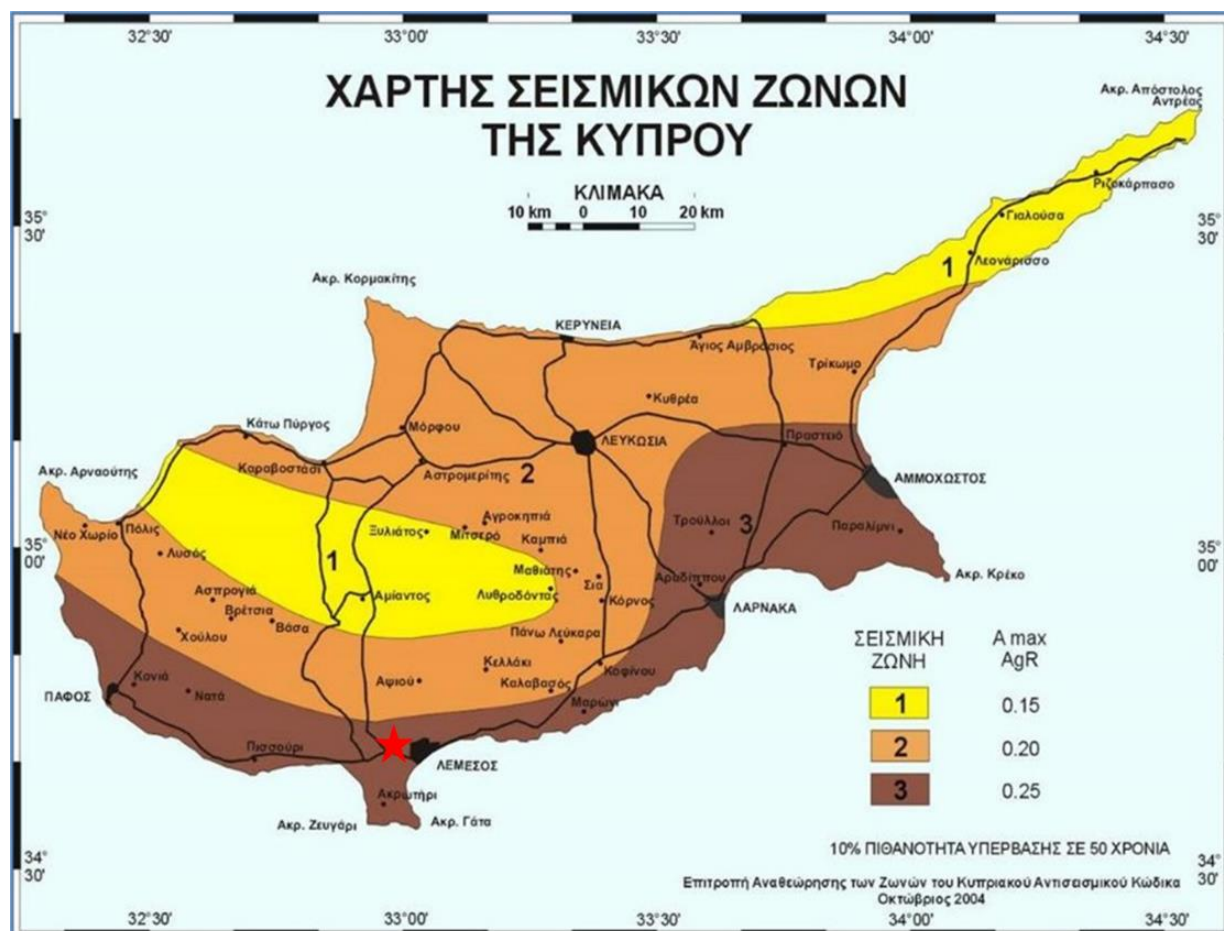 32°30'
33°00'
33°30'
34°00'
34°30'
ΧΑΡΤΗΣ ΣΕΙΣΜΙΚΩΝ ΖΩΝΩΝ
ΤΗΣ ΚΥΠΡΟΥ
ΚΛΙΜΑΚΑ
10 km 0 10 20 km
Ακρ. Απόστολος
Αντρέας
Ριζοκάρπασο
35°
30'
35°
30'
Γιαλούσα
Λεονάρισσο
1
Ακρ. Κορμακίτης
ΚΕΡΥΝΕΙΑ
Άγιος Αμβρόσιος
Τρίκωμο
Κυθρέα
Κάτω Πύργος
Μόρφου
ΛΕΥΚΩΣΙΑ
Πραστειό
Ακρ. Αρναούτης
Καραβοστάσι
Αστρομερίτης
2
ΑΜΜΟΧΩΣΤΟΣ
Νέο Χωρίο
Πόλις
Ξυλιάτος
Αγροκηπιά
Μιτσερό
Τρούλλοι
3
Παραλίμνι
35°
00'
35°
00'
Λυσός
1
Καμπιά
Μαθιάτης
Σια
Αραδίππου
Ακρ. Κρέκο
Ασπρογιά
Αμίαντος
Λυθροδόντας
Κόρνος
ΛΑΡΝΑΚΑ
Βρέτσια
Βάσα
Χούλου
Πάνω Λεύκαρα
Κελλάκι
Κοφίνου
Κονιά
Νατά
Αψιού
Καλαβασός
Μαρώνι
ΠΑΦΟΣ
Πισσούρι
ΛΕΜΕΣΟΣ
Ακρωτήρι
Ακρ. Ζευγάρι
Ακρ. Γάτα
ΣΕΙΣΜΙΚΗ A max
ΖΩΝΗ AgR
1 0.15
2 0.20
3 0.25
10% ΠΙΘΑΝΟΤΗΤΑ ΥΠΕΡΒΑΣΗΣ ΣΕ 50 ΧΡΟΝΙΑ
34°
30'
34°
30'
Επιτροπή Αναθεώρησης των Ζωνών του Κυπριακού Αντισεισμικού Κώδικα
Οκτώβριος 2004
32°30'
33°00'
33°30'
34°00'
34°30'